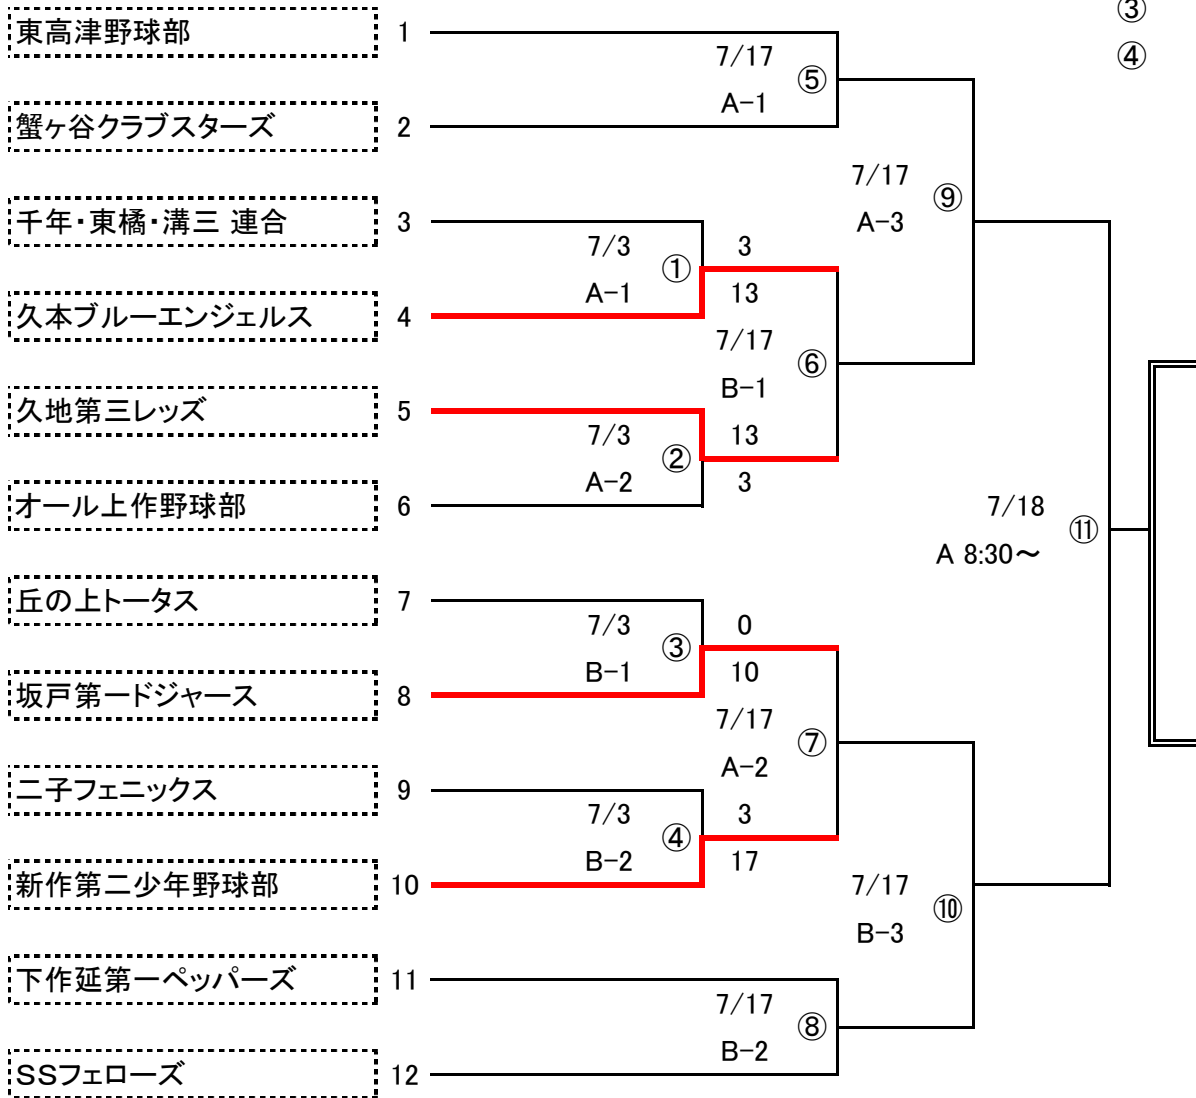 ③
④
東高津野球部 1
7/17
⑤
A-1
蟹ヶ谷クラブスターズ 2
7/17
⑨
A-3
千年・東橘・溝三 連合 3
7/3
①
3
A-1
13
久本ブルーエンジェルス 4
7/17
⑥
B-1
久地第三レッズ 5
7/3
②
13
A-2
3
オール上作野球部 6
7/18
⑪
A 8:30～
丘の上トータス 7
7/3
③
0
B-1
10
坂戸第一ドジャース 8
7/17
⑦
A-2
二子フェニックス 9
7/3
④
3
B-2
17
新作第二少年野球部 10
7/17
⑩
B-3
下作延第一ペッパーズ 11
7/17
⑧
B-2
SSフェローズ 12